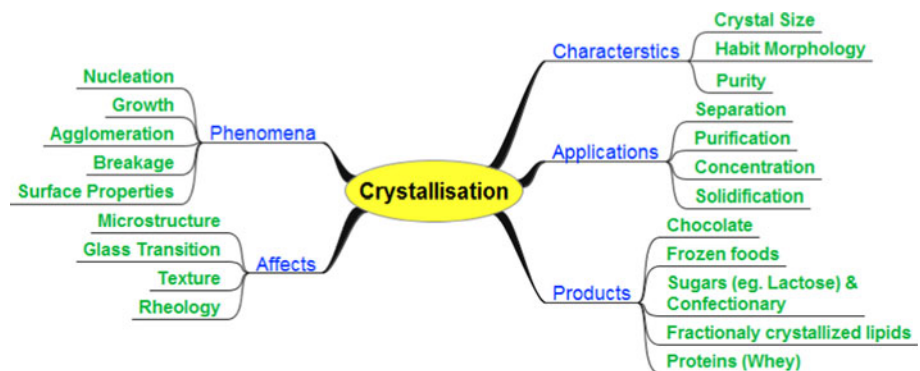 Crystallisation
Phenomena
Nucleation
Growth
Agglomeration
Breakage
Surface Properties
Affects
Microstructure
Glass Transition
Texture
Rheology
Characterstics
Crystal Size
Habit Morphology
Purity
Applications
Separation
Purification
Concentration
Solidification
Products
Chocolate
Frozen foods
Sugars (eg. Lactose) &
Confectionary
Fractionaly crystallized lipids
Proteins (Whey)